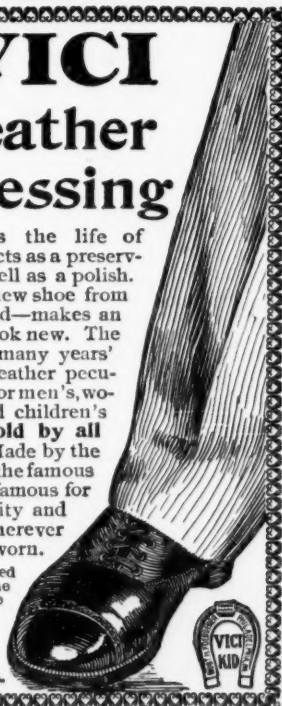 VICI
eather
essing
s the life of
cts as a preserv-
ell as a polish.
ew shoe from
d—makes an
ok new. The
many years'
eather pecu-
or men's, wo-
d children's
old by all
Made by the
the famous
amous for
ity and
herever
worn.
ed
VICI
KID